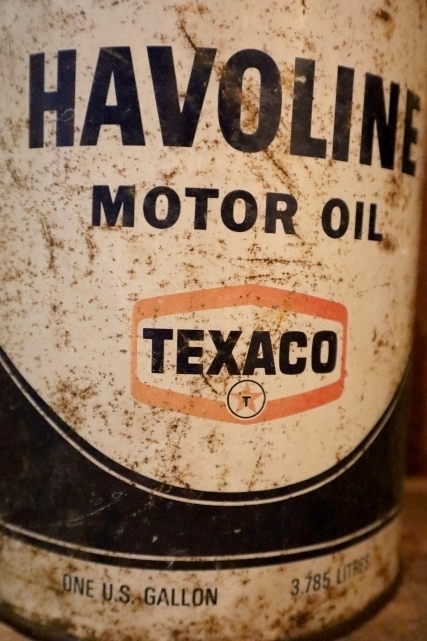 HAVOLINE
MOTOR OIL
TEXACO
T
ONE U.S. GALLON 3.785 LITRES